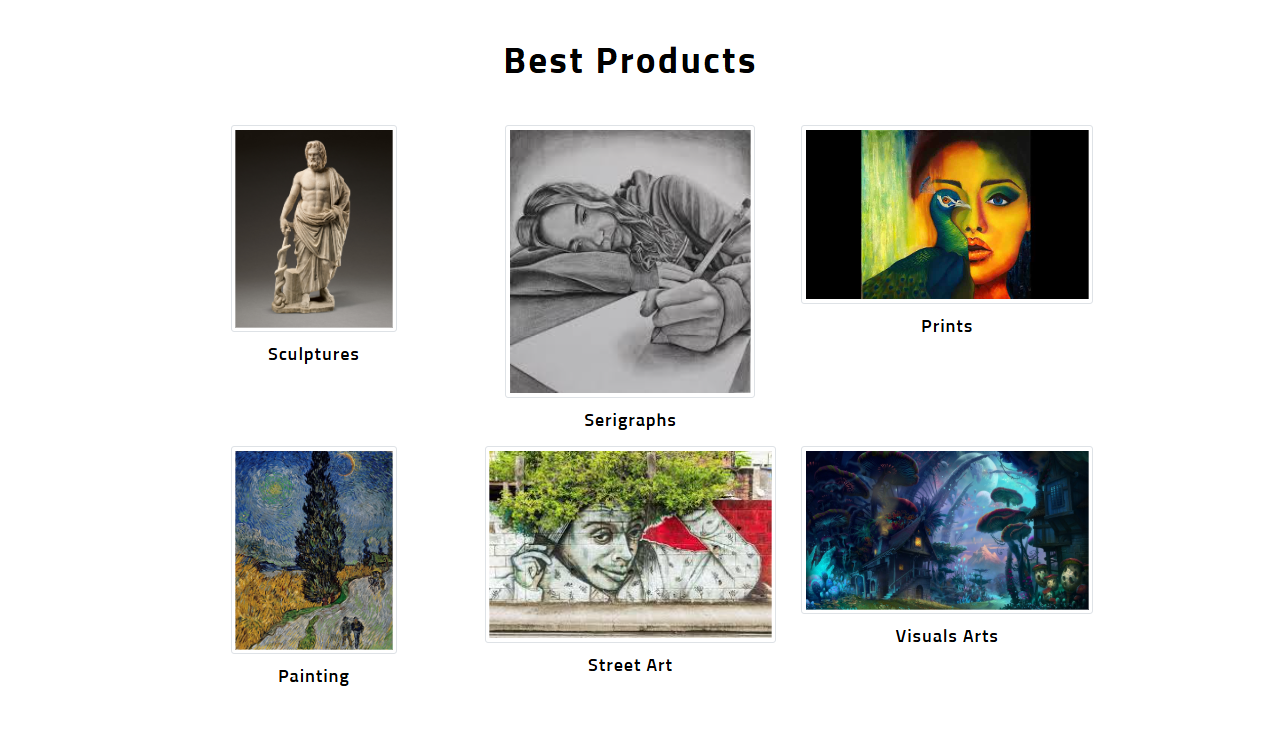 Best Products
Sculptures
Serigraphs
Prints
Painting
Street Art
Visuals Arts